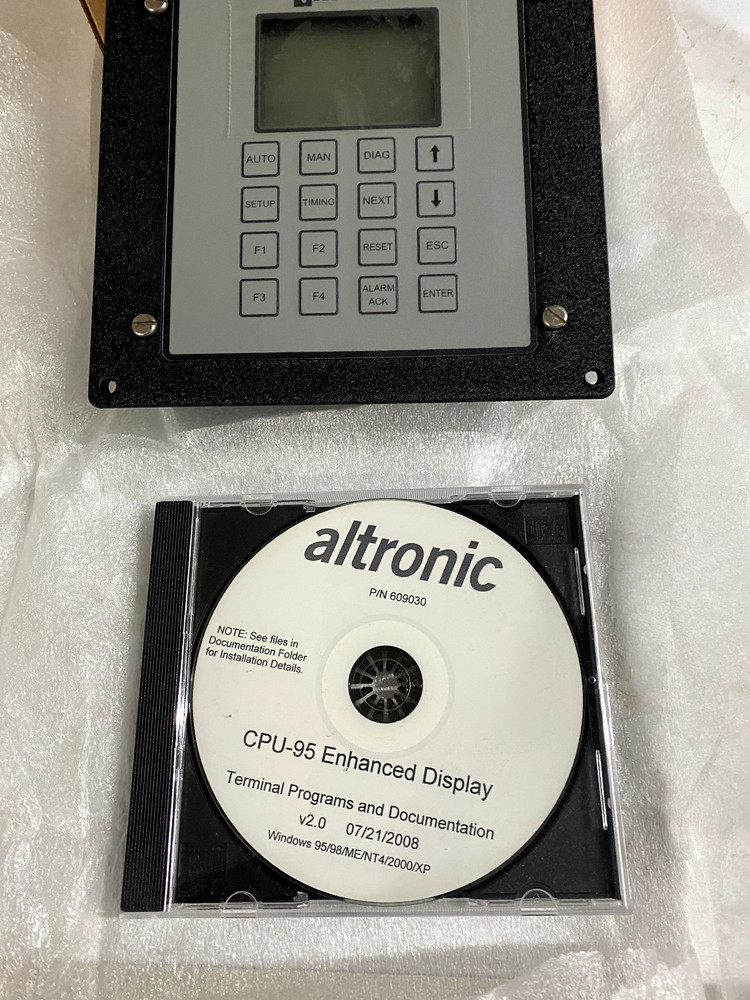 AUTO MAN DIAG ↑
SETUP TIMING NEXT ↓
F1 F2 RESET ESC
F3 F4 ALARM ACK ENTER
altronic
P/N 609030
NOTE: See files in
Documentation Folder
for Installation Details.
CPU-95 Enhanced Display
Terminal Programs and Documentation
v2.0 07/21/2008
Windows 95/98/ME/NT4/2000/XP